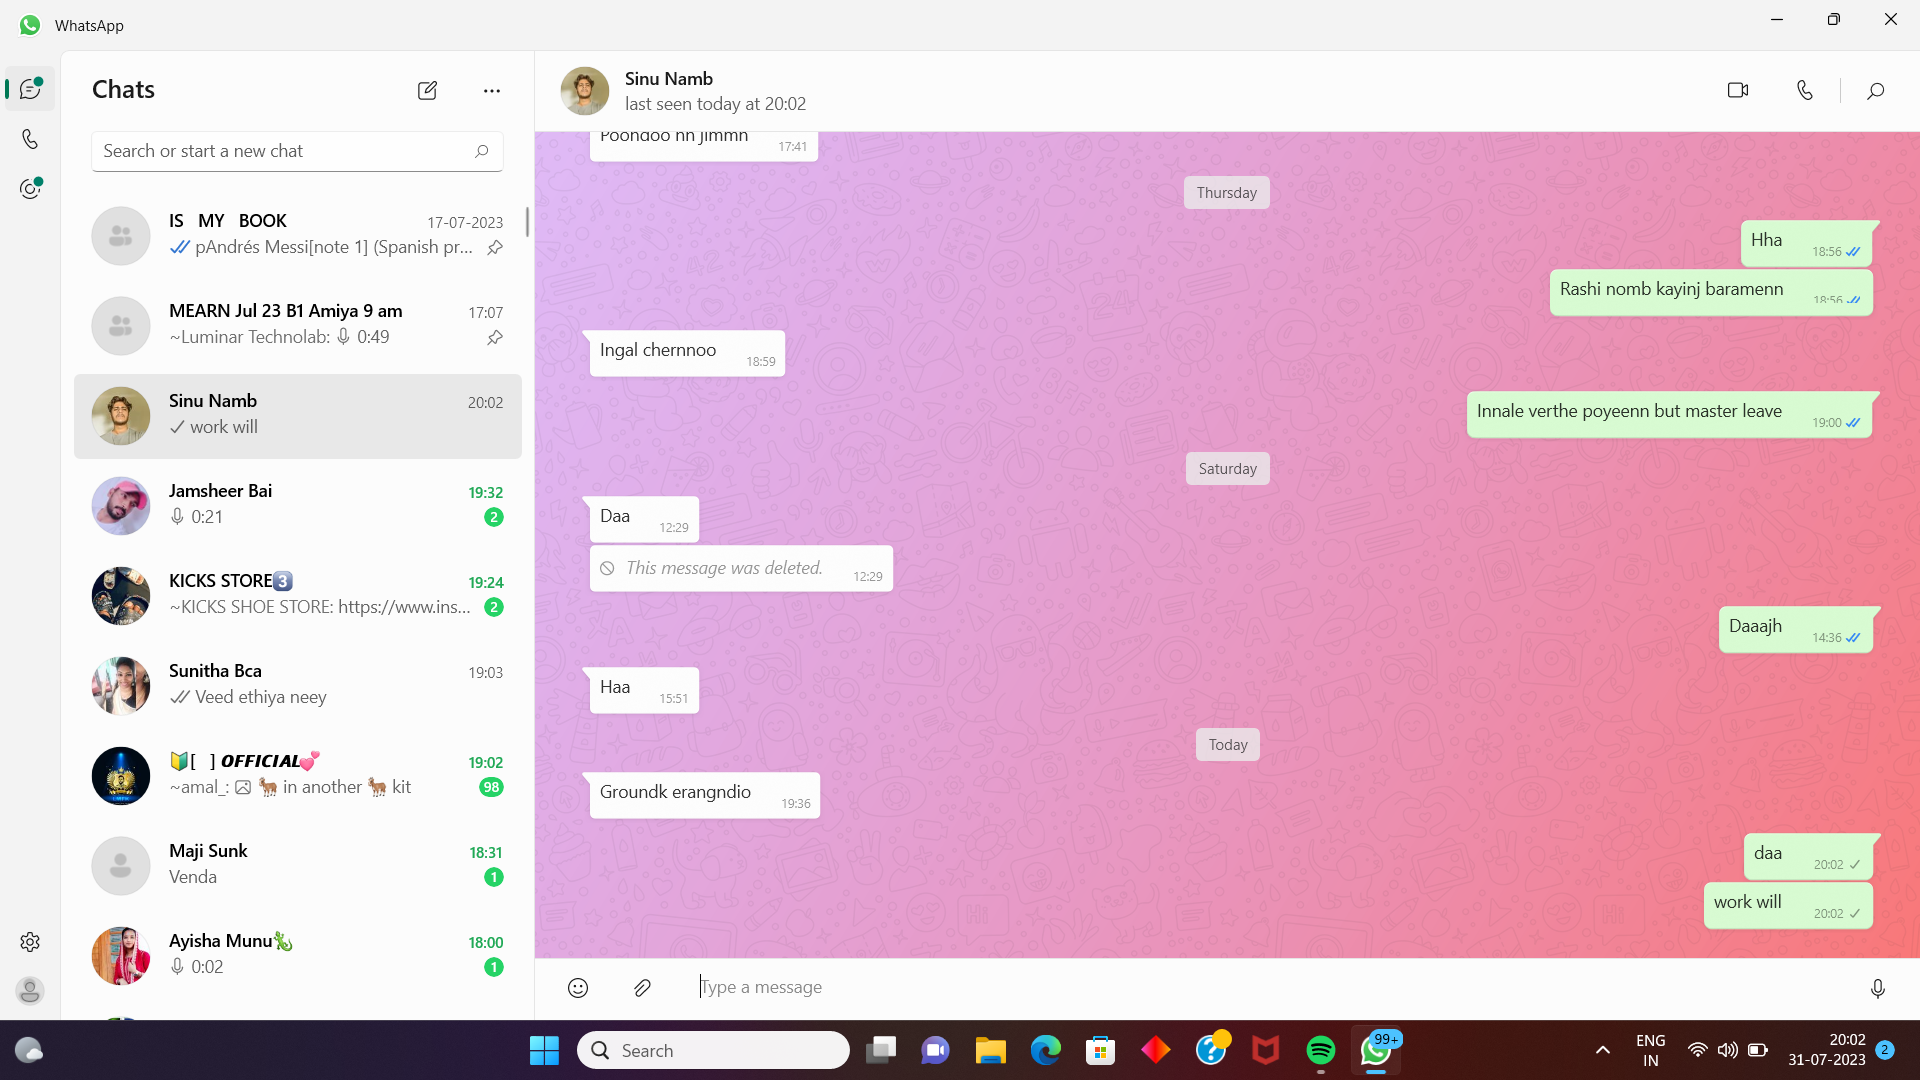 WhatsApp
Chats
Search or start a new chat
IS MY BOOK 17-07-2023
pAndrés Messi[note 1] (Spanish pr...
MEARN Jul 23 B1 Amiya 9 am 17:07
~Luminar Technolab: 0:49
Sinu Namb 20:02
work will
Jamsheer Bai 19:32
0:21 2
KICKS STORE3️⃣ 19:24
~KICKS SHOE STORE: https://www.ins... 2
Sunitha Bca 19:03
Veed ethiya neey
🔰[ ] OFFICIAL💕 19:02
~amal_: 🐐 in another 🐐 kit 98
Maji Sunk 18:31
Venda 1
Ayisha Munu🦎 18:00
0:02 1
Sinu Namb
last seen today at 20:02
Poondoo nn jimmn 17:41
Thursday
Hha 18:56
Rashi nomb kayinj baramenn 18:56
Ingal chernnoo 18:59
Innale verthe poyeenn but master leave 19:00
Saturday
Daa 12:29
This message was deleted. 12:29
Daaajh 14:36
Haa 15:51
Today
Groundk erangndio 19:36
daa 20:02
work will 20:02
Type a message
Search
99+
ENG
IN
20:02
31-07-2023
2